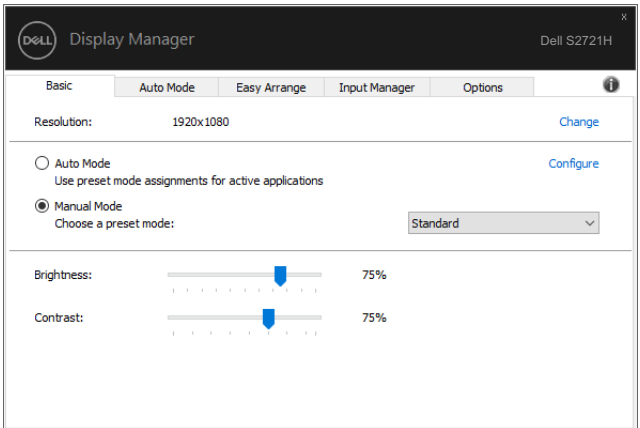 x
DELL Display Manager Dell S2721H
Basic Auto Mode Easy Arrange Input Manager Options i
Resolution: 1920x1080 Change
Auto Mode Configure
Use preset mode assignments for active applications
Manual Mode
Choose a preset mode: Standard
Brightness: 75%
Contrast: 75%